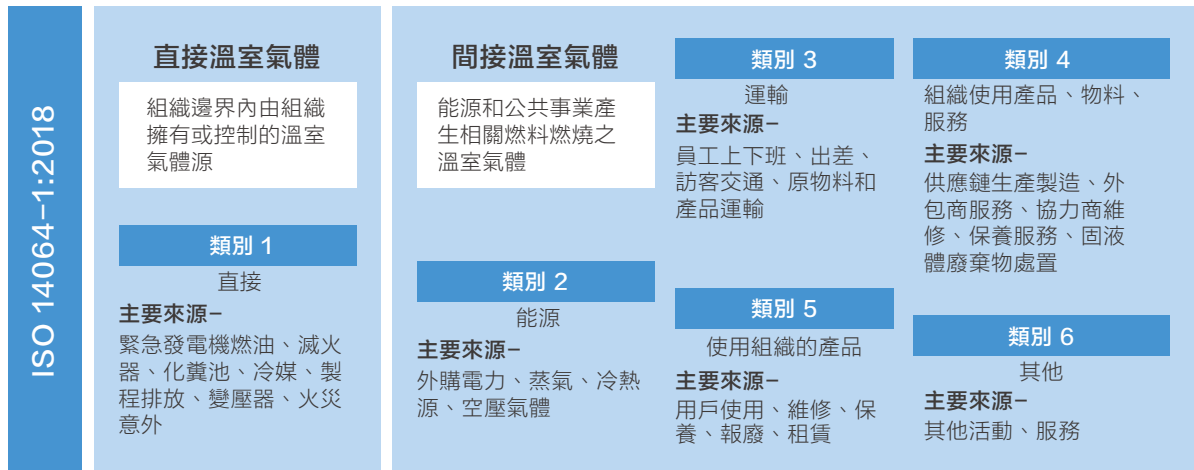 ISO 14064-1:2018
直接溫室氣體
組織邊界內由組織
擁有或控制的溫室
氣體源
類別 1
直接
主要來源-
緊急發電機燃油、滅火
器、化糞池、冷媒、製
程排放、變壓器、火災
意外
間接溫室氣體
能源和公共事業產
生相關燃料燃燒之
溫室氣體
類別 2
能源
主要來源-
外購電力、蒸氣、冷熱
源、空壓氣體
類別 3
運輸
主要來源-
員工上下班、出差、
訪客交通、原物料和
產品運輸
類別 4
組織使用產品、物料、
服務
主要來源-
供應鏈生產製造、外
包商服務、協力商維
修、保養服務、固液
體廢棄物處置
類別 5
使用組織的產品
主要來源-
用戶使用、維修、保
養、報廢、租賃
類別 6
其他
主要來源-
其他活動、服務